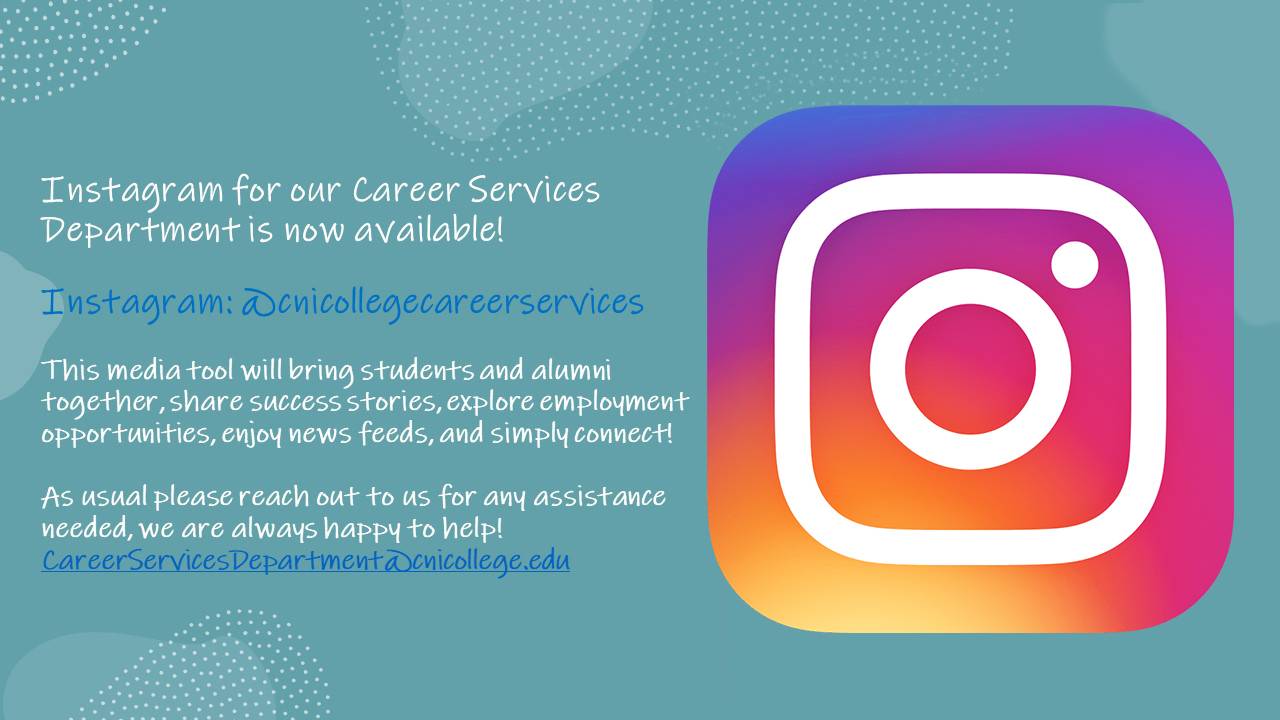 Instagram for our Career Services
Department is now available!
Instagram: @cnicollegecareerservices
This media tool will bring students and alumni
together, share success stories, explore employment
opportunities, enjoy news feeds, and simply connect!
As usual please reach out to us for any assistance
needed, we are always happy to help!
CareerServicesDepartment@cnicollege.edu